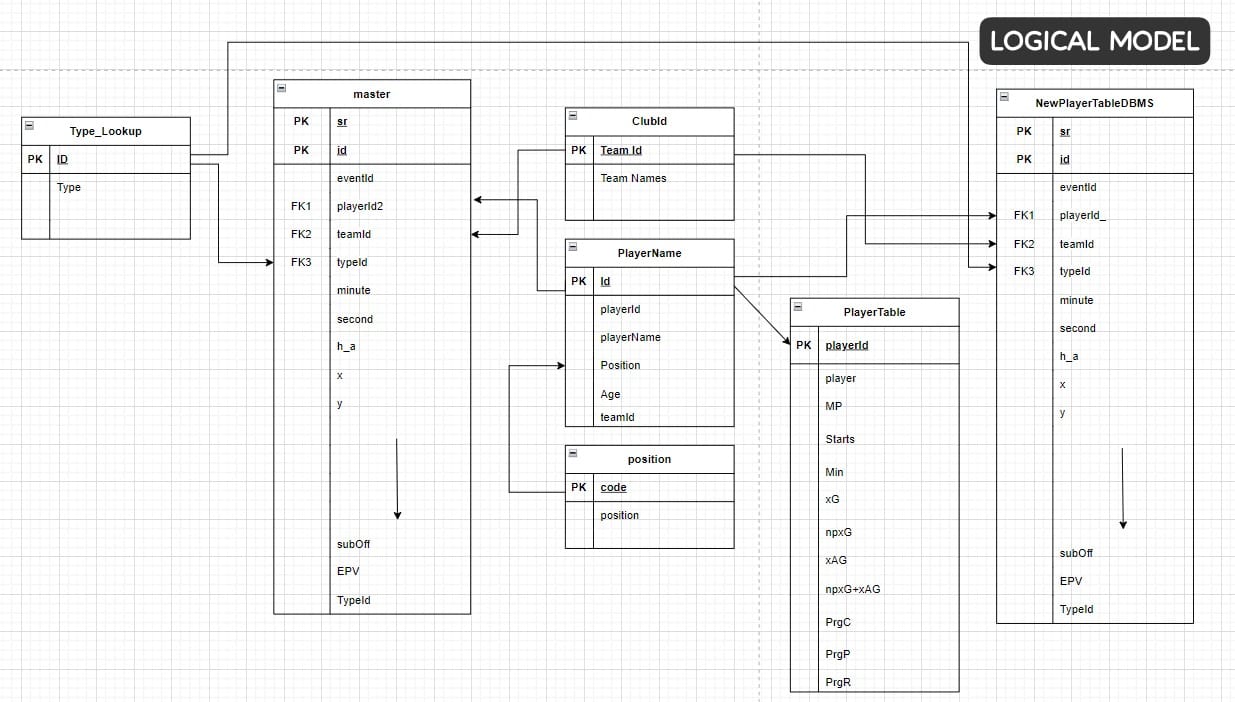 LOGICAL MODEL
Type_Lookup
PK ID
Type
master
PK sr
PK id
eventId
FK1 playerId2
FK2 teamId
FK3 typeId
minute
second
h_a
x
y
subOff
EPV
TypeId
ClubId
PK Team Id
Team Names
PlayerName
PK Id
playerId
playerName
Position
Age
teamId
position
PK code
position
PlayerTable
PK playerId
player
MP
Starts
Min
xG
npxG
xAG
npxG+xAG
PrgC
PrgP
PrgR
NewPlayerTableDBMS
PK sr
PK id
eventId
FK1 playerId_
FK2 teamId
FK3 typeId
minute
second
h_a
x
y
subOff
EPV
TypeId